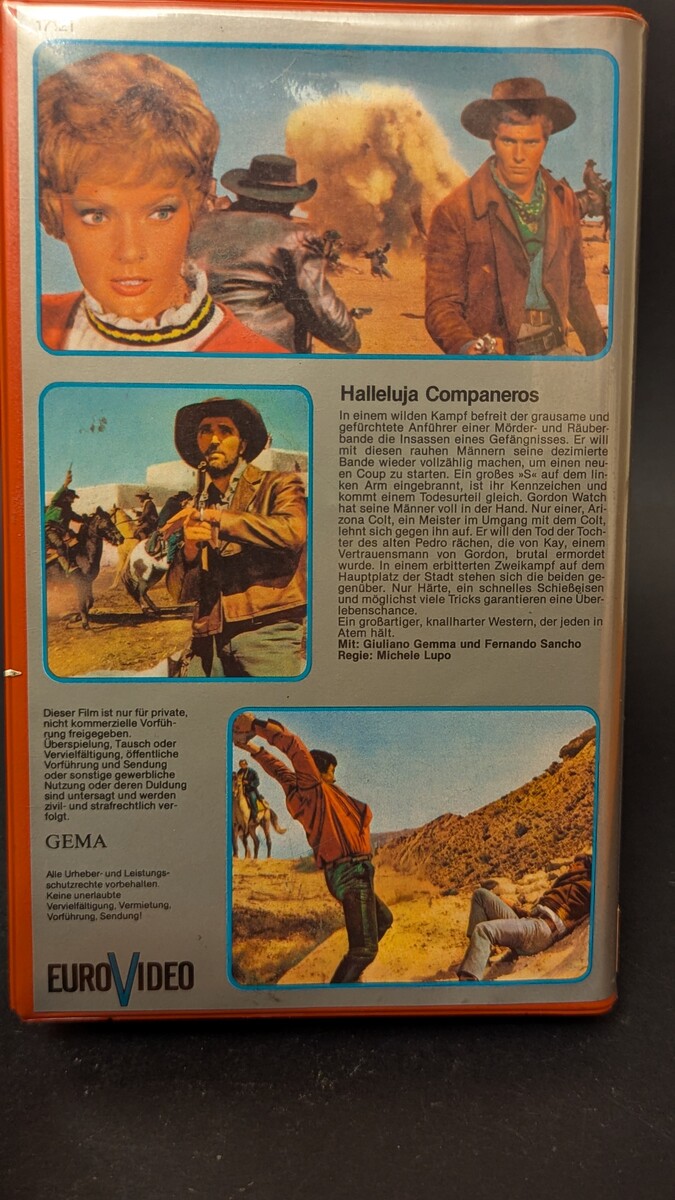 Halleluja Companeros
In einem wilden Kampf befreit der grausame und
gefürchtete Anführer einer Mörder- und Räuber-
bande die Insassen eines Gefängnisses. Er will
mit diesen rauhen Männern seine dezimierte
Bande wieder vollzählig machen, um einen neu-
en Coup zu starten. Ein großes »S« auf dem lin-
ken Arm eingebrannt, ist ihr Kennzeichen und
kommt einem Todesurteil gleich. Gordon Watch
hat seine Männer voll in der Hand. Nur einer, Ari-
zona Colt, ein Meister im Umgang mit dem Colt,
lehnt sich gegen ihn auf. Er will den Tod der Toch-
ter des alten Pedro rächen, die von Kay, einem
Vertrauensmann von Gordon, brutal ermordet
wurde. In einem erbitterten Zweikampf auf dem
Hauptplatz der Stadt stehen sich die beiden ge-
genüber. Nur Härte, ein schnelles Schießeisen
und möglichst viele Tricks garantieren eine Über-
lebenschance.
Ein großartiger, knallharter Western, der jeden in
Atem hält.
Mit: Giuliano Gemma und Fernando Sancho
Regie: Michele Lupo
Dieser Film ist nur für private,
nicht kommerzielle Vorfüh-
rung freigegeben.
Überspielung, Tausch oder
Vervielfältigung, öffentliche
Vorführung und Sendung
oder sonstige gewerbliche
Nutzung oder deren Duldung
sind untersagt und werden
zivil- und strafrechtlich ver-
folgt.
GEMA
Alle Urheber- und Leistungs-
schutzrechte vorbehalten.
Keine unerlaubte
Vervielfältigung, Vermietung,
Vorführung, Sendung!
EUROVIDEO